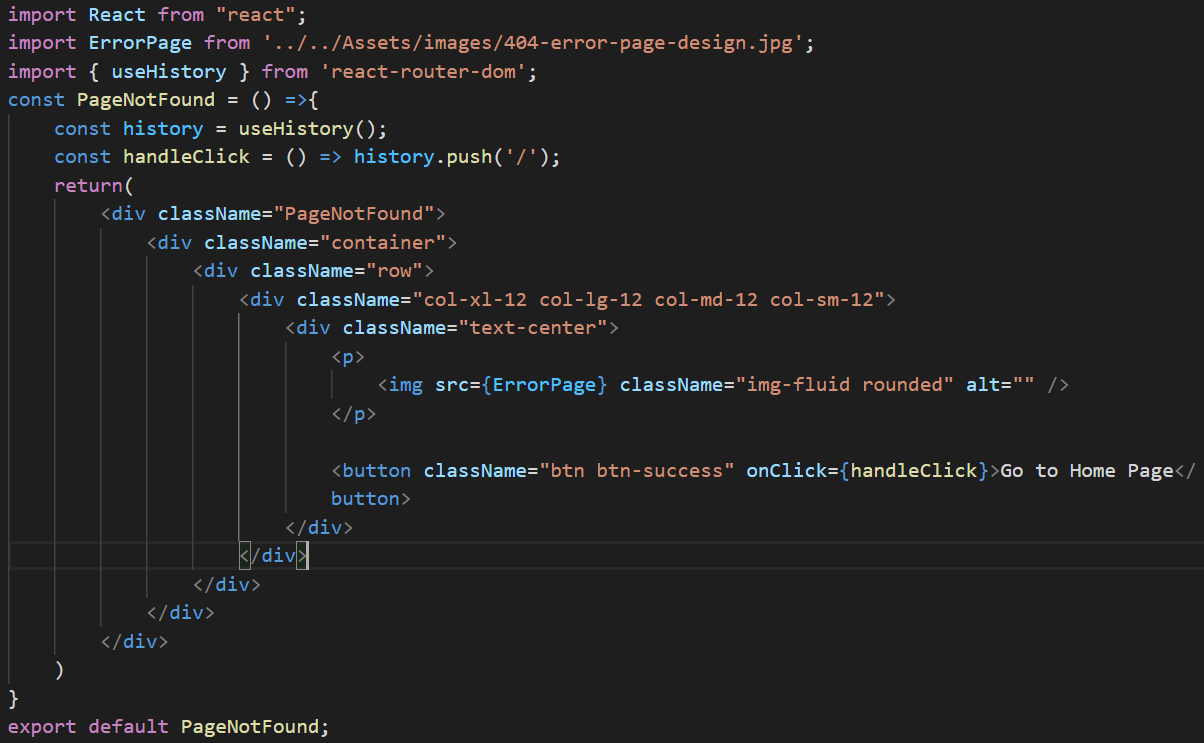 import React from "react";
import ErrorPage from '../../Assets/images/404-error-page-design.jpg';
import { useHistory } from 'react-router-dom';
const PageNotFound = () =>{
    const history = useHistory();
    const handleClick = () => history.push('/');
    return(
        <div className="PageNotFound">
            <div className="container">
                <div className="row">
                    <div className="col-xl-12 col-lg-12 col-md-12 col-sm-12">
                        <div className="text-center">
                            <p>
                                <img src={ErrorPage} className="img-fluid rounded" alt="" />
                            </p>

                            <button className="btn btn-success" onClick={handleClick}>Go to Home Page</
                            button>
                        </div>
                    </div>
                </div>
            </div>
        </div>
    )
}
export default PageNotFound;